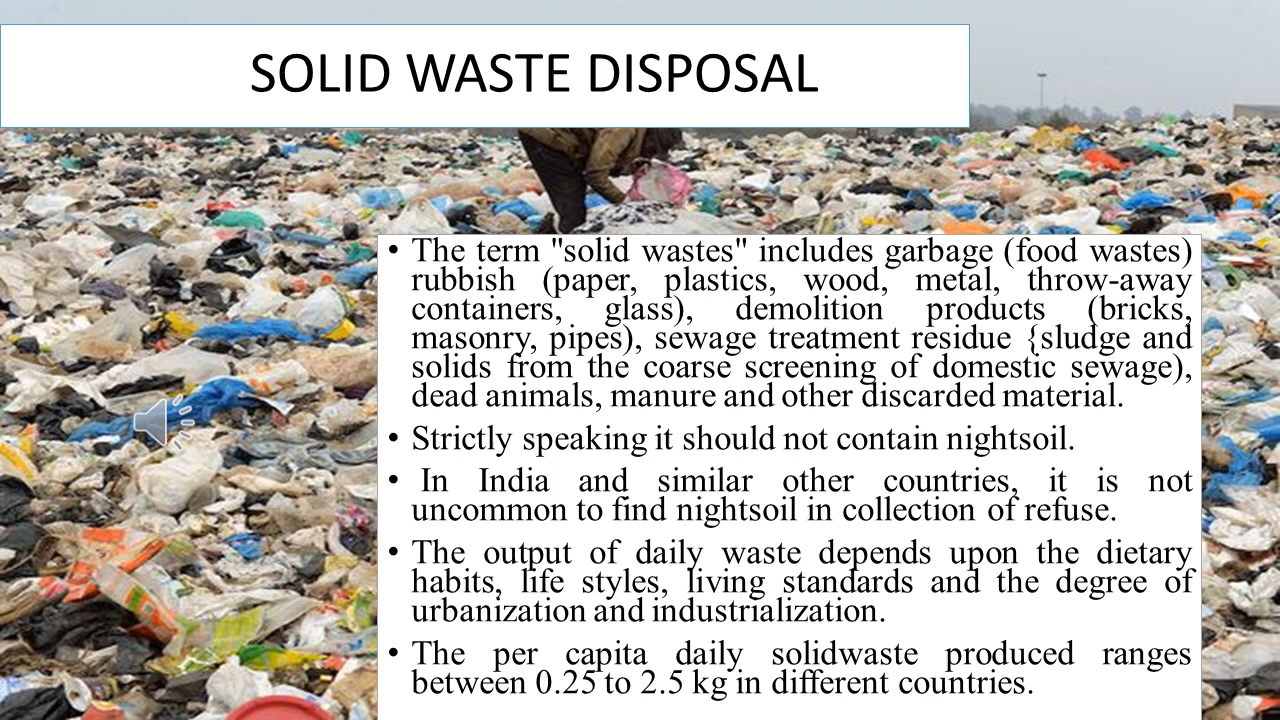 SOLID WASTE DISPOSAL
• The term "solid wastes" includes garbage (food wastes)
rubbish (paper, plastics, wood, metal, throw-away
containers, glass), demolition products (bricks,
masonry, pipes), sewage treatment residue {sludge and
solids from the coarse screening of domestic sewage),
dead animals, manure and other discarded material.
• Strictly speaking it should not contain nightsoil.
• In India and similar other countries, it is not
uncommon to find nightsoil in collection of refuse.
• The output of daily waste depends upon the dietary
habits, life styles, living standards and the degree of
urbanization and industrialization.
• The per capita daily solidwaste produced ranges
between 0.25 to 2.5 kg in different countries.